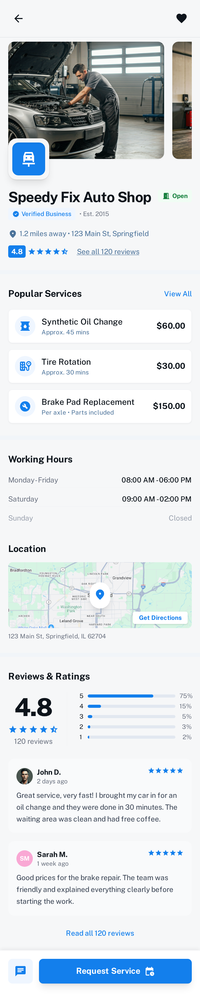 Speedy Fix Auto Shop
Open
Verified Business
• Est. 2015
1.2 miles away • 123 Main St, Springfield
4.8
See all 120 reviews
Popular Services
View All
Synthetic Oil Change
Approx. 45 mins
$60.00
Tire Rotation
Approx. 30 mins
$30.00
Brake Pad Replacement
Per axle • Parts included
$150.00
Working Hours
Monday-Friday
08:00 AM - 06:00 PM
Saturday
09:00 AM - 02:00 PM
Sunday
Closed
Location
Bradfordton
YOUNGSTOWN
HOLIDAY HILLS
4
LINCOLN PARK
Grandview
OAK RIDGE
97
HISTORIC
WEST-SIDE
97
55
72
4
Washington
Park
ARCHER
NEAR SOUTH
Leland Grove
HARVARD PARK
White Oaks Mall
Get Directions
123 Main St, Springfield, IL 62704
Reviews & Ratings
4.8
120 reviews
5
75%
4
15%
3
5%
2
3%
1
2%
John D.
2 days ago
Great service, very fast! I brought my car in for an
oil change and they were done in 30 minutes. The
waiting area was clean and had free coffee.
SM
Sarah M.
1 week ago
Good prices for the brake repair. The team was
friendly and explained everything clearly before
starting the work.
Read all 120 reviews
Request Service